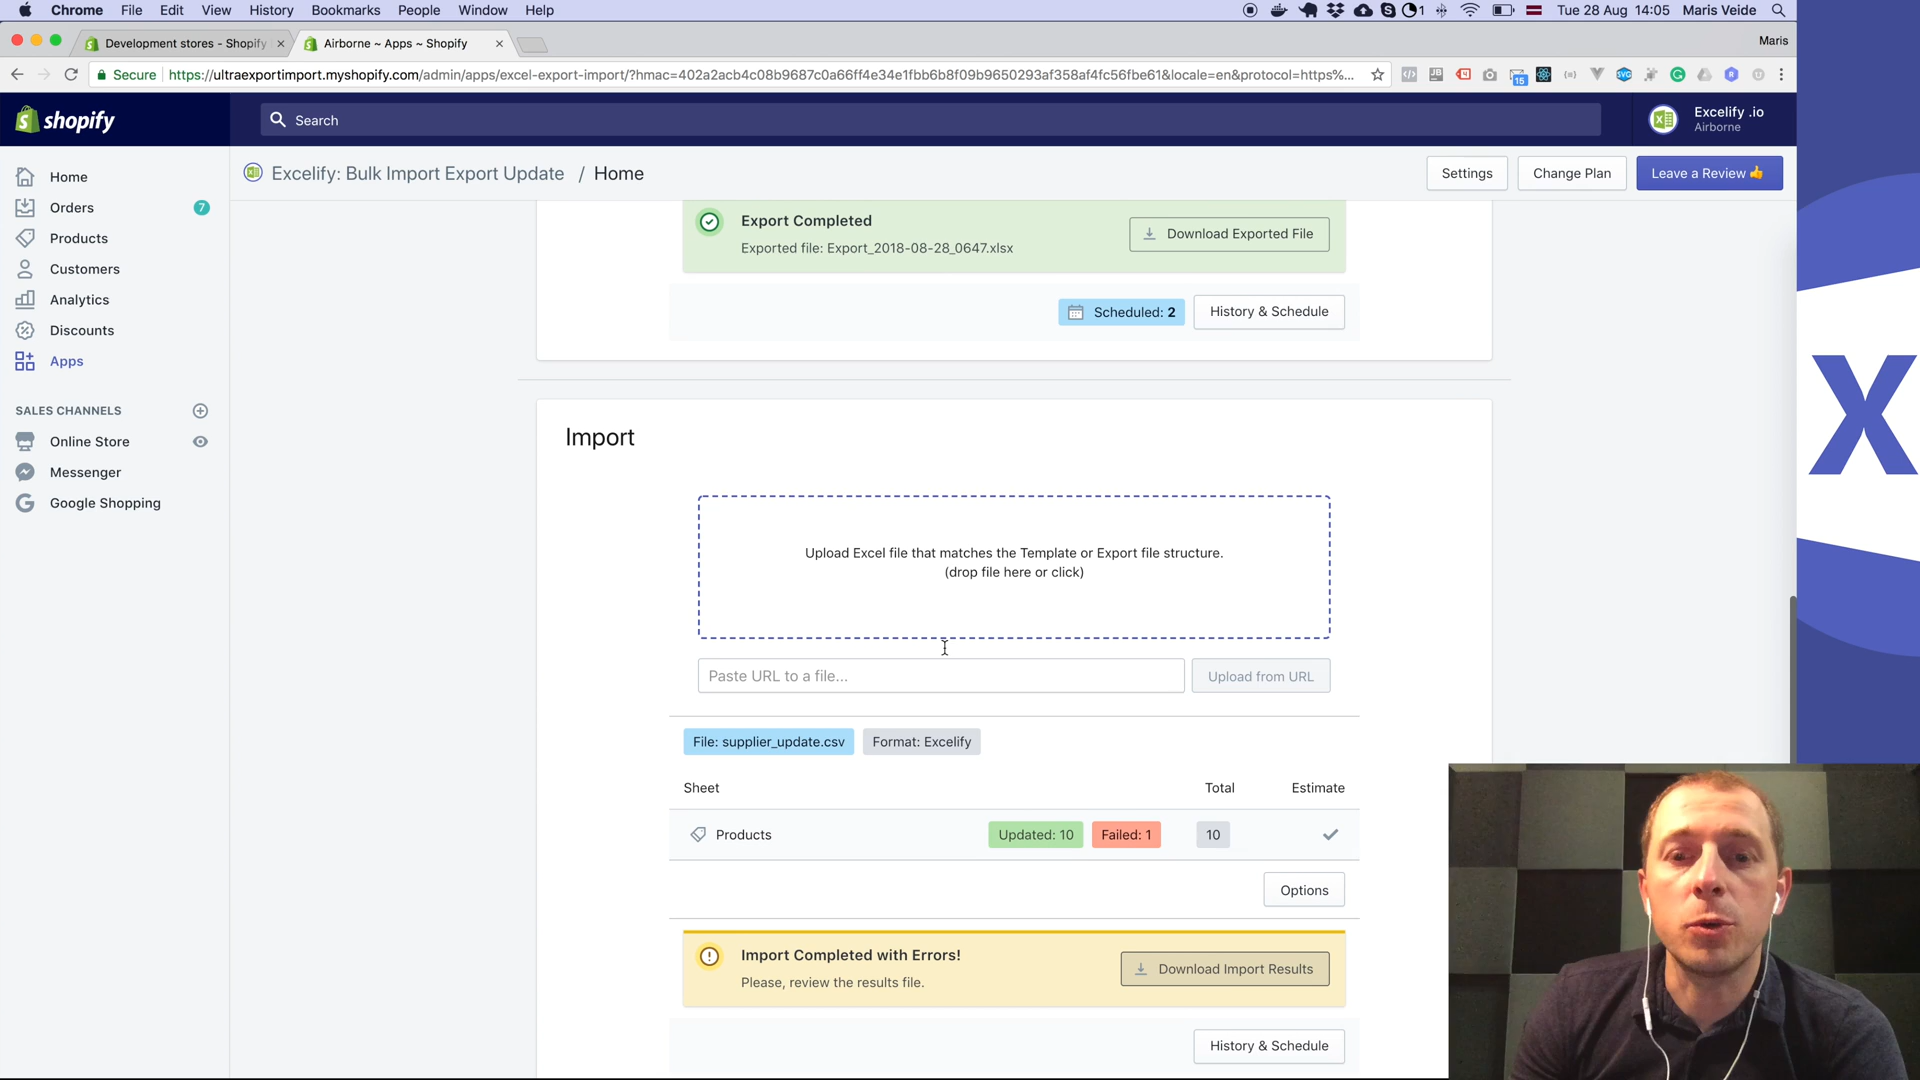 Chrome File Edit View History Bookmarks People Window Help
1 Tue 28 Aug 14:05 Maris Veide
Development stores - Shopify
Airborne ~ Apps ~ Shopify
Maris
Secure https://ultraexportimport.myshopify.com/admin/apps/excel-export-import/?hmac=402a2acb4c08b9687c0a66ff4e34e1fbb6b8f09b9650293af358af4fc56fbe61&locale=en&protocol=https%...
JB 15 SVG R
shopify
Search
Excelify .io
Airborne
Excelify: Bulk Import Export Update / Home
Settings
Change Plan
Leave a Review 👍
Home
Orders 7
Products
Customers
Analytics
Discounts
Apps
SALES CHANNELS
Online Store
Messenger
Google Shopping
Export Completed
Exported file: Export_2018-08-28_0647.xlsx
Download Exported File
Scheduled: 2
History & Schedule
Import
Upload Excel file that matches the Template or Export file structure.
(drop file here or click)
Paste URL to a file...
Upload from URL
File: supplier_update.csv
Format: Excelify
Sheet Total Estimate
Products Updated: 10 Failed: 1 10
Options
Import Completed with Errors!
Please, review the results file.
Download Import Results
History & Schedule
X